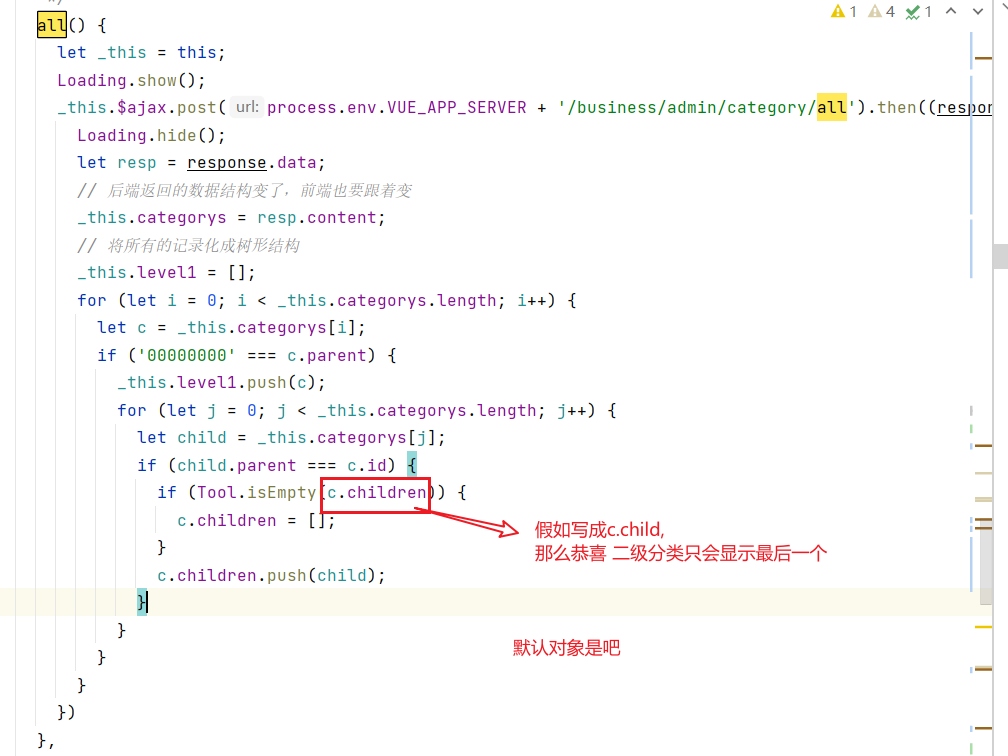 */
1 4 1
all() {
let _this = this;
Loading.show();
_this.$ajax.post( url: process.env.VUE_APP_SERVER + '/business/admin/category/all').then((respon
Loading.hide();
let resp = response.data;
// 后端返回的数据结构变了，前端也要跟着变
_this.categorys = resp.content;
// 将所有的记录化成树形结构
_this.level1 = [];
for (let i = 0; i < _this.categorys.length; i++) {
let c = _this.categorys[i];
if ('00000000' === c.parent) {
_this.level1.push(c);
for (let j = 0; j < _this.categorys.length; j++) {
let child = _this.categorys[j];
if (child.parent === c.id) {
if (Tool.isEmpty(c.children)) {
c.children = [];
假如写成c.child,
那么恭喜 二级分类只会显示最后一个
}
c.children.push(child);
}
}
默认对象是吧
}
}
})
},